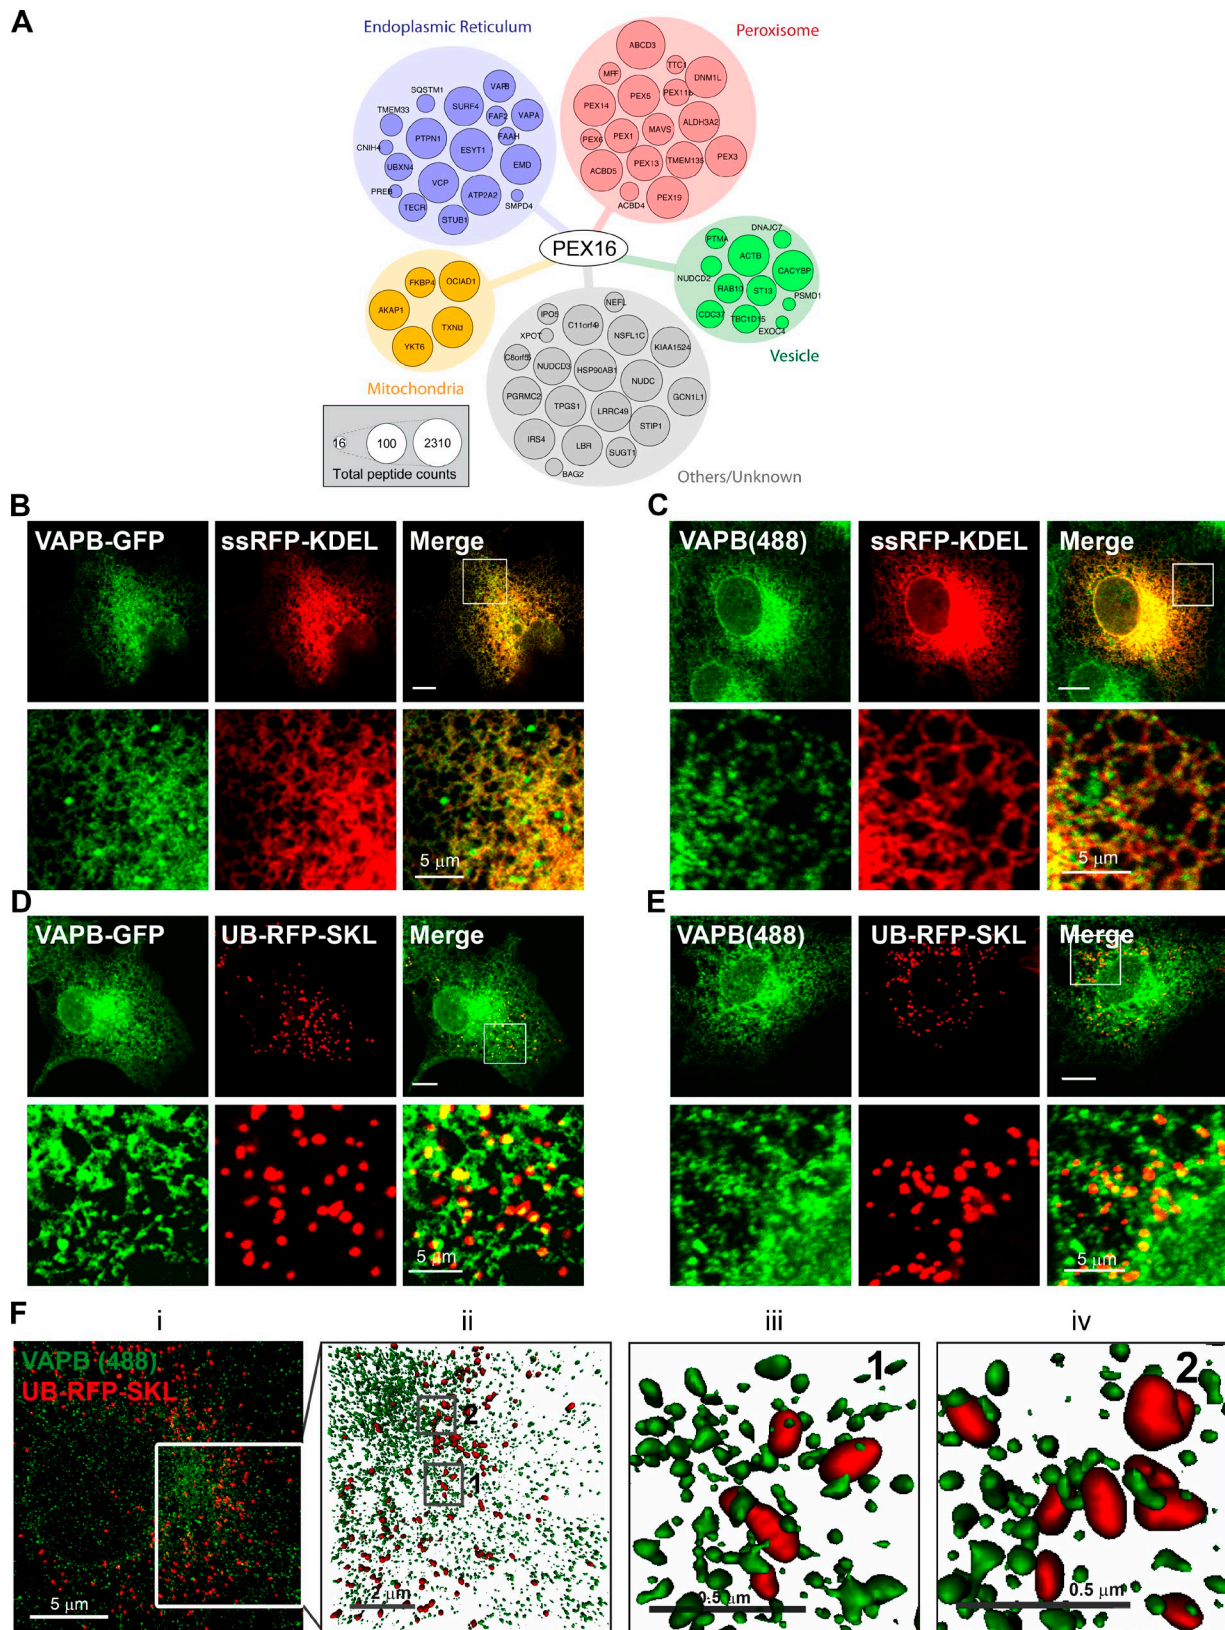 A
Endoplasmic Reticulum
Peroxisome
SQSTM1
VAPB
TMEM33
SURF4
FAF2
VAPA
PTPN1
FAAH
CNIH4
ESYT1
UBXN4
EMD
VCP
PREB
ATP2A2
TECR
SMPD4
STUB1
ABCD3
MFF
TTC1
DNM1L
PEX14
PEX5
PEX11B
ALDH3A2
PEX6
PEX1
MAVS
ACBD5
PEX13
TMEM135
PEX3
ACBD4
PEX19
PEX16
PTMA
DNAJC7
ACTB
NUDCD2
CACYBP
RAB10
ST13
PSMD1
CDC37
TBC1D15
EXOC4
Vesicle
FKBP4
OCIAD1
AKAP1
YKT6
Mitochondria
NEFL
IPO5
C11orf49
NSFL1C
XPOT
KIAA1524
C8orf55
NUDCD3
HSP90AB1
NUDC
PGRMC2
TPGS1
LRRC49
GCN1L1
STIP1
IRS4
LBR
SUGT1
BAG2
Others/Unknown
16
100
2310
Total peptide counts
B
VAPB-GFP
ssRFP-KDEL
Merge
5 μm
C
VAPB(488)
ssRFP-KDEL
Merge
5 μm
D
VAPB-GFP
UB-RFP-SKL
Merge
5 μm
E
VAPB(488)
UB-RFP-SKL
Merge
5 μm
F
i
ii
iii
iv
VAPB (488)
UB-RFP-SKL
5 μm
2
1
2 μm
1
0.5 μm
2
0.5 μm